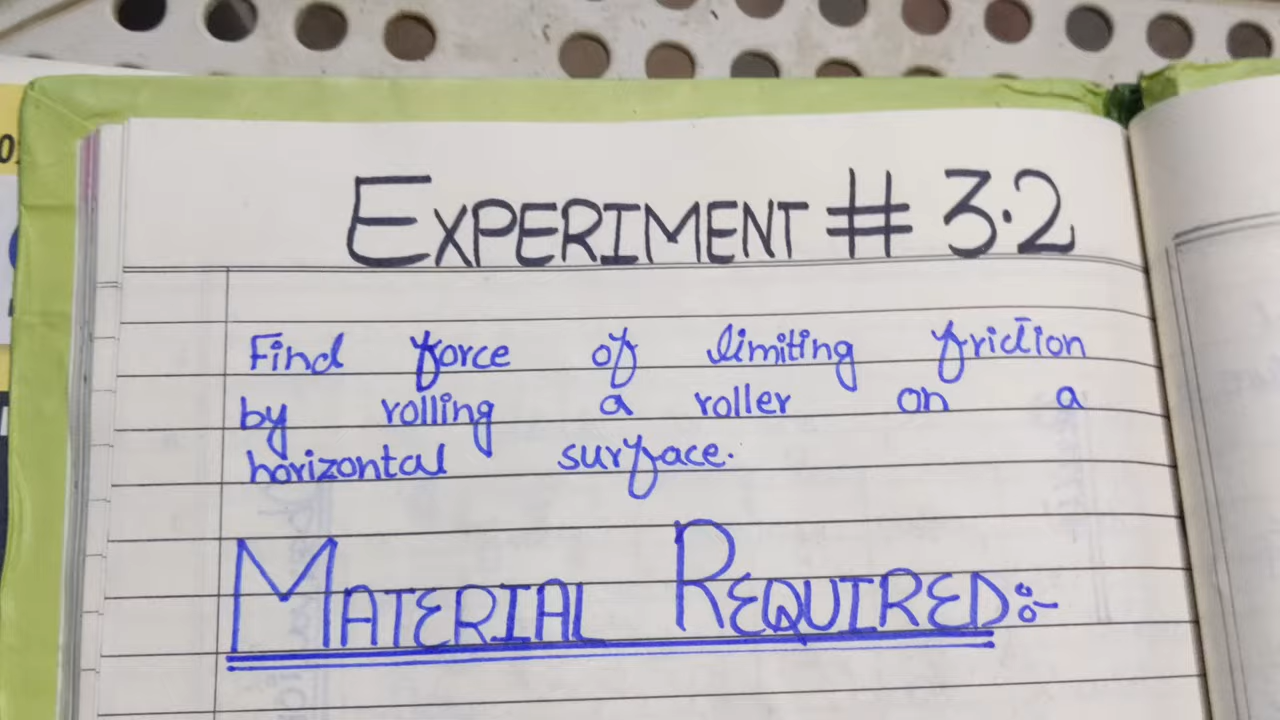 EXPERIMENT # 3.2
Find force of limiting friction
by rolling a roller on a
horizontal surface.
MATERIAL REQUIRED:-